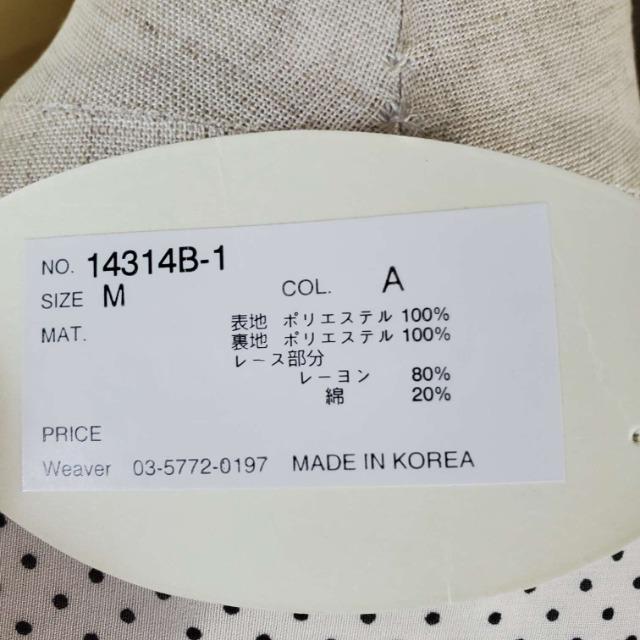 NO. 14314B-1
SIZE M COL. A
MAT. 表地 ポリエステル 100%
裏地 ポリエステル 100%
レース部分
レーヨン 80%
綿 20%
PRICE
Weaver 03-5772-0197 MADE IN KOREA